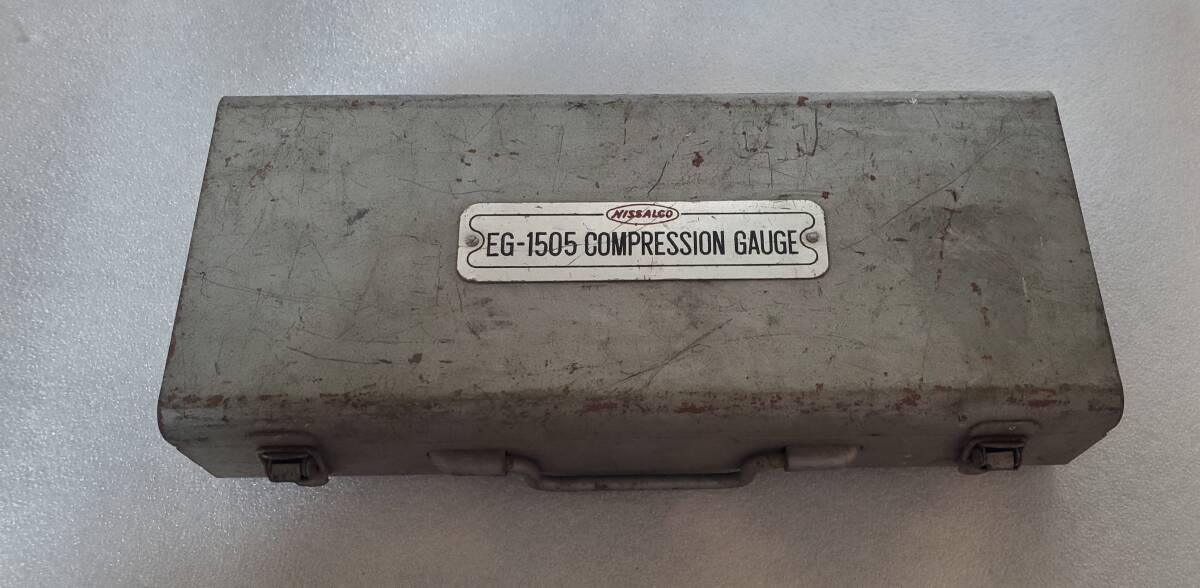 NISSALCO
EG-1505 COMPRESSION GAUGE